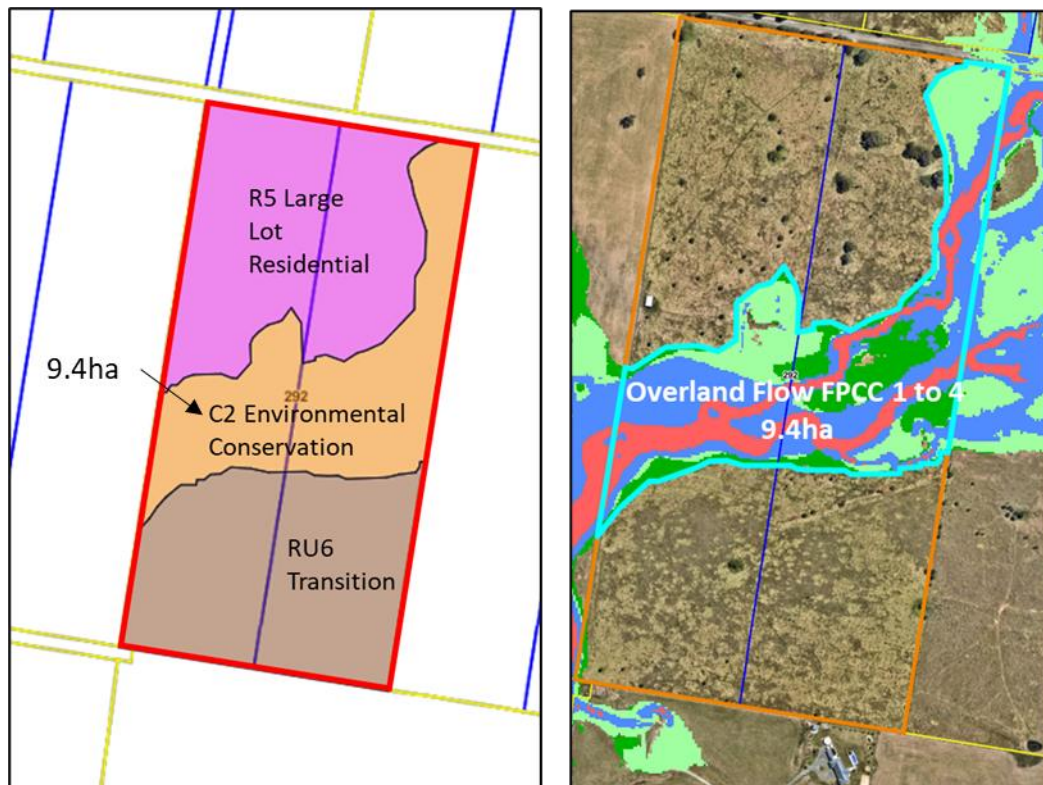 R5 Large
Lot
Residential
9.4ha
292
C2 Environmental
Conservation
RU6
Transition
292
Overland Flow FPCC 1 to 4
9.4ha